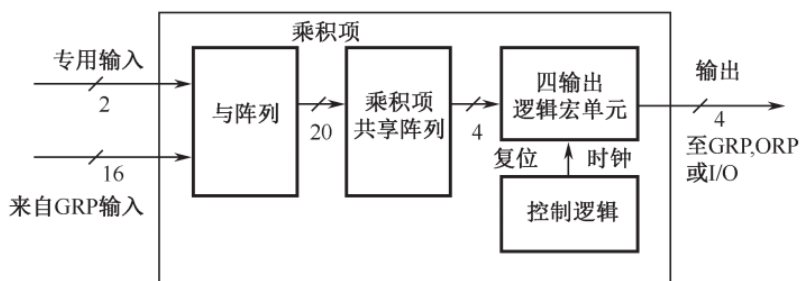 乘积项
专用输入
2
16
来自GRP输入
与阵列
20
乘积项
共享阵列
4
四输出
逻辑宏单元
复位
时钟
控制逻辑
输出
4
至GRP,ORP
或I/O